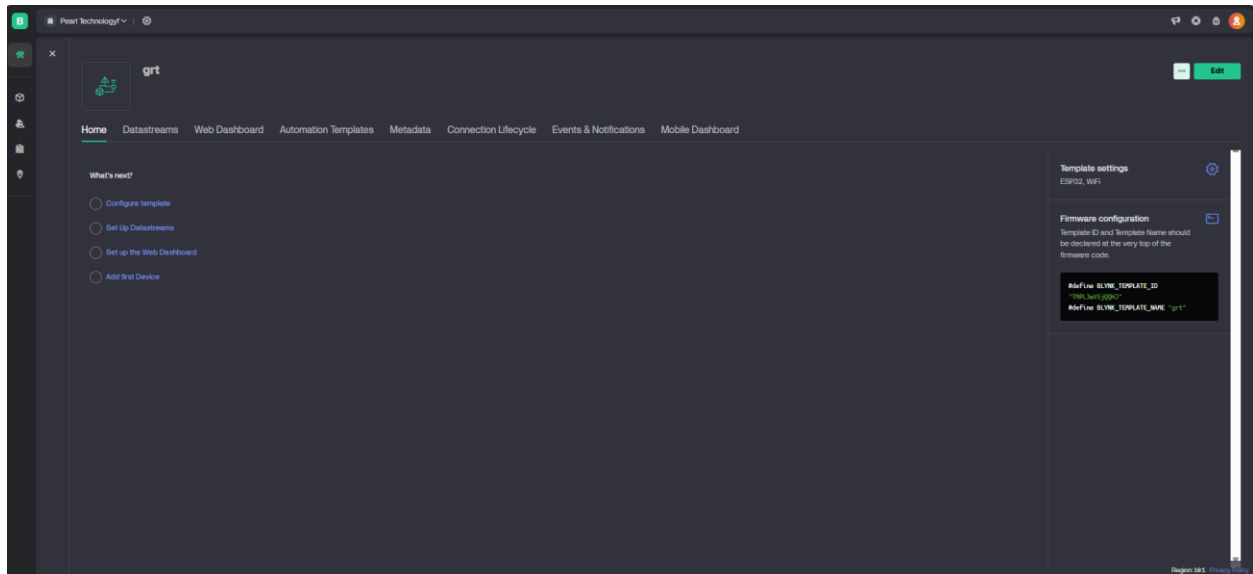 B
Pearl Technologyf
grt
Edit
Home Datastreams Web Dashboard Automation Templates Metadata Connection Lifecycle Events & Notifications Mobile Dashboard
What's next?
Configure template
Set Up Datastreams
Set up the Web Dashboard
Add first Device
Template settings
ESP32, WiFi
Firmware configuration
Template ID and Template Name should
be declared at the very top of the
firmware code.
#define BLYNK_TEMPLATE_ID
#define BLYNK_TEMPLATE_NAME "grt"
Region: Privacy Policy